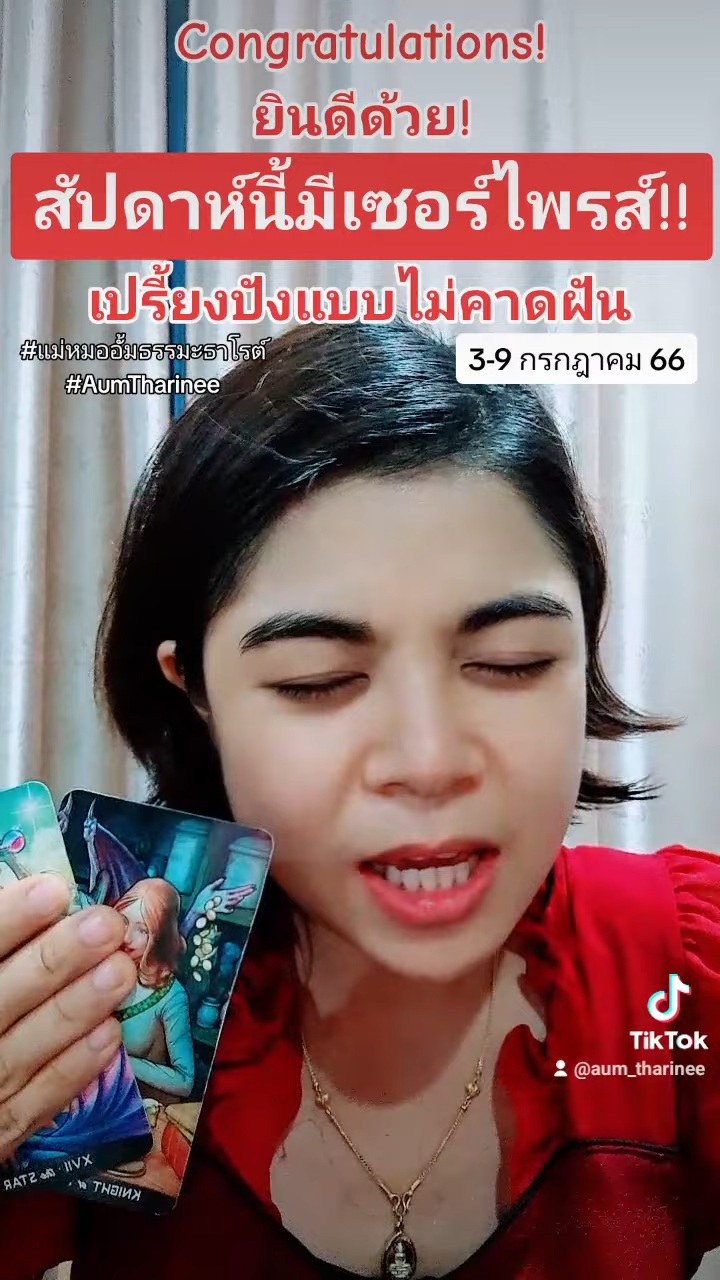 Congratulations!
ยินดีด้วย!
สัปดาห์นี้มีเซอร์ไพรส์!!
เปรี้ยงปังแบบไม่คาดฝัน
#แม่หมออั้มธรรมะธาโรต์
#AumTharinee
3-9 กรกฎาคม 66
TikTok
@aum_tharinee
XVII · the STAR
KNIGHT of